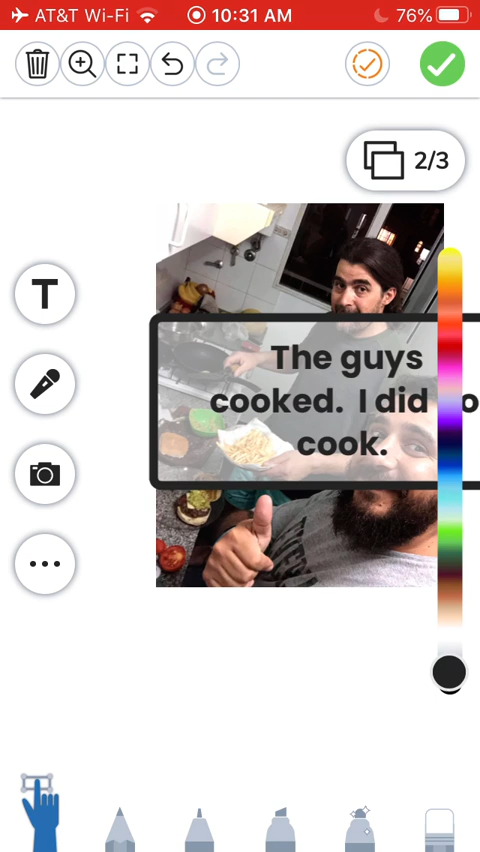 AT&T Wi-Fi 10:31 AM 76%
2/3
T
The guys
cooked. I did o
cook.